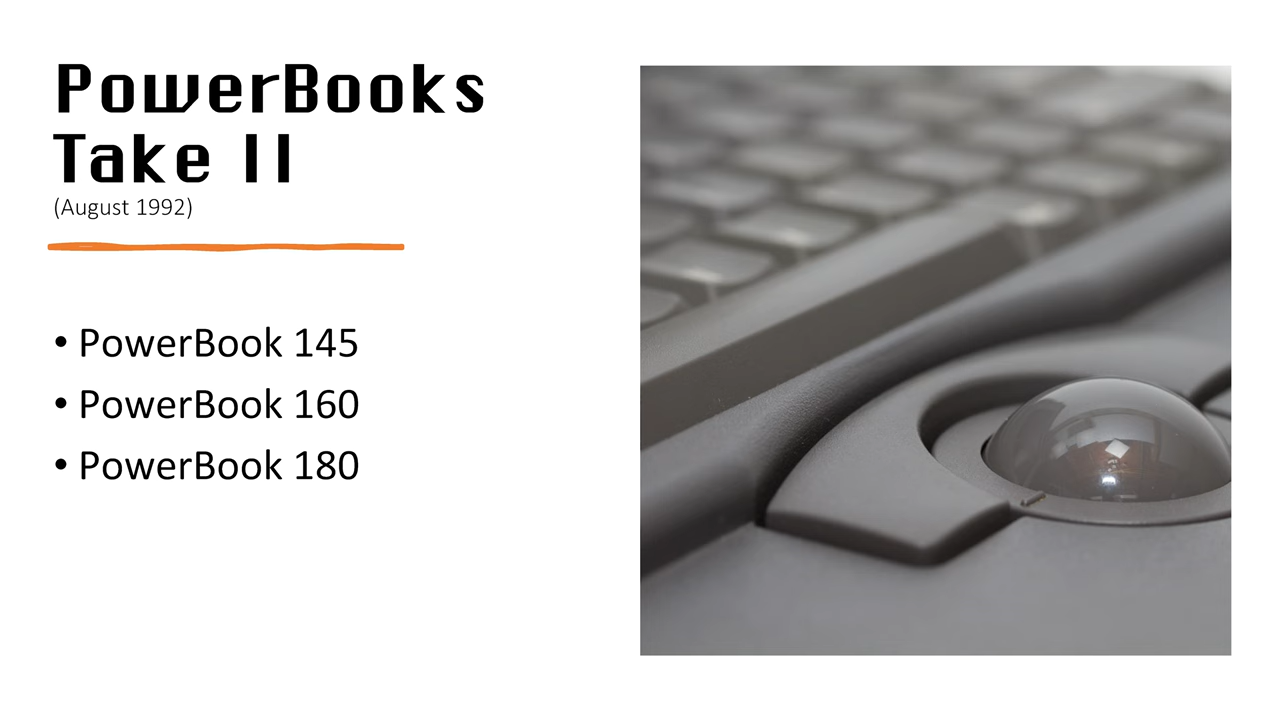 PowerBooks
Take II
(August 1992)
• PowerBook 145
• PowerBook 160
• PowerBook 180